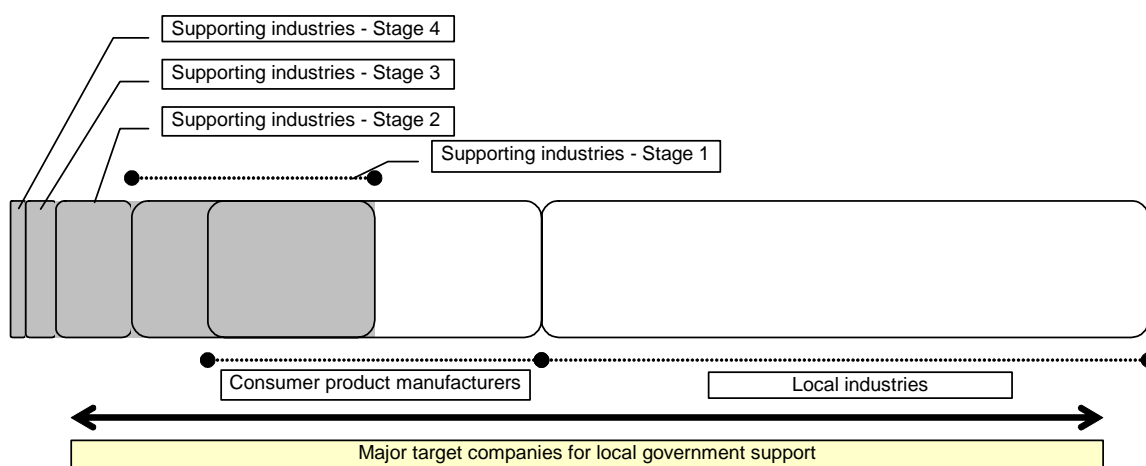 Supporting industries - Stage 4
Supporting industries - Stage 3
Supporting industries - Stage 2
Supporting industries - Stage 1
Consumer product manufacturers
Local industries
Major target companies for local government support